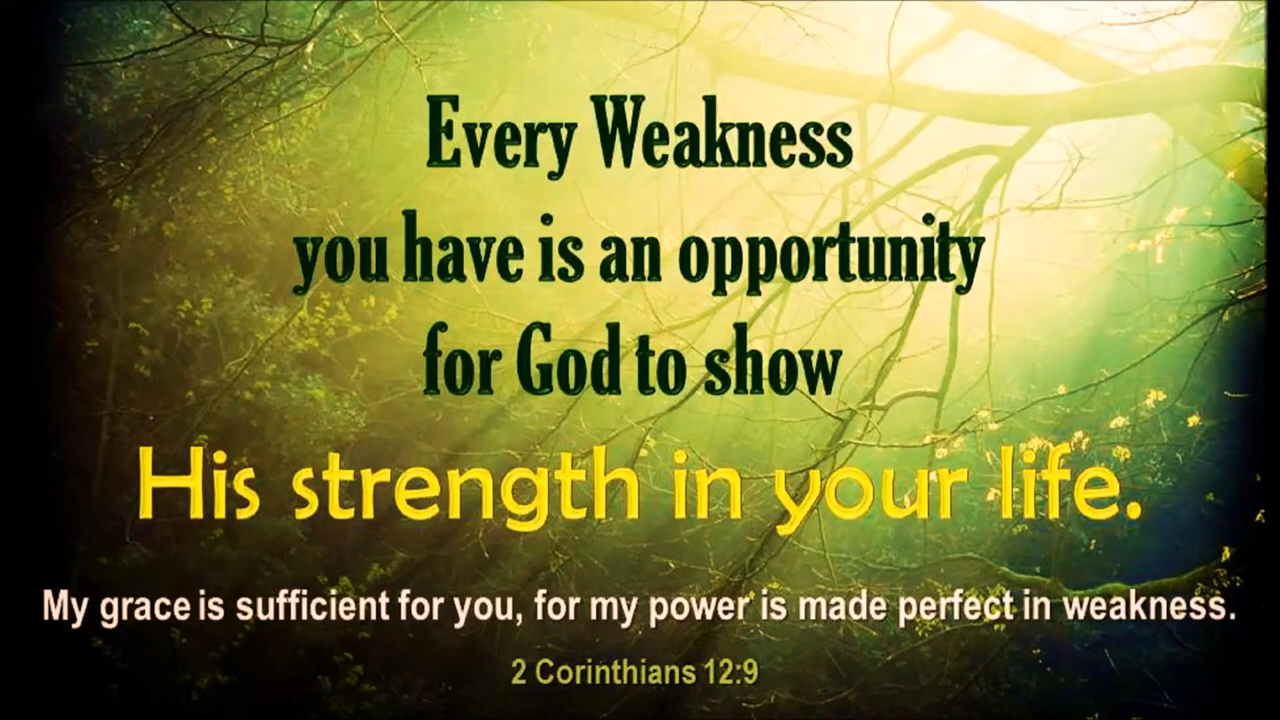 Every Weakness
you have is an opportunity
for God to show
His strength in your life.
My grace is sufficient for you, for my power is made perfect in weakness.
2 Corinthians 12:9